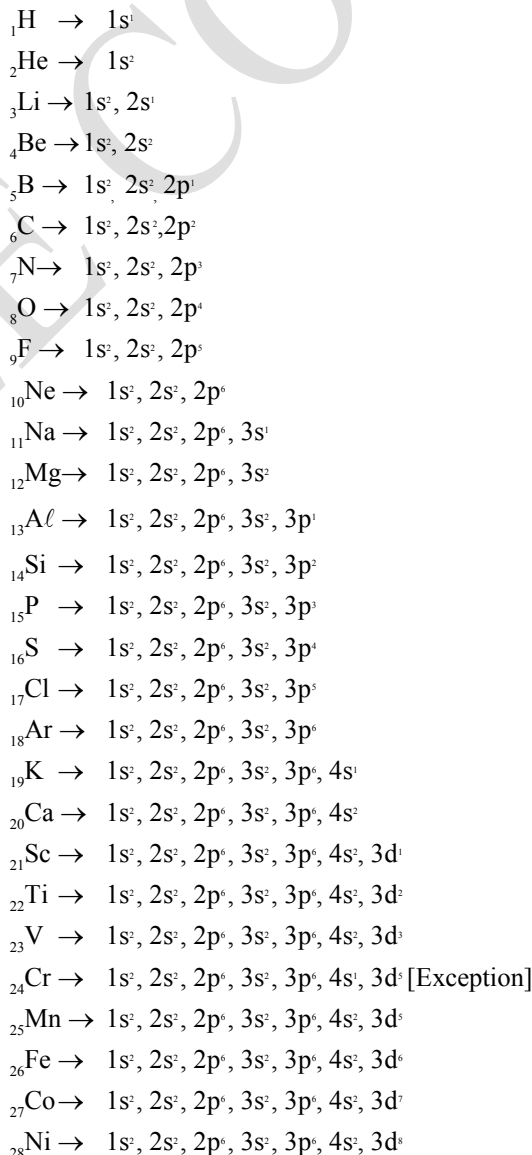 ₁H → 1s¹
₂He → 1s²
₃Li → 1s², 2s¹
₄Be → 1s², 2s²
₅B → 1s², 2s², 2p¹
₆C → 1s², 2s², 2p²
₇N → 1s², 2s², 2p³
₈O → 1s², 2s², 2p⁴
₉F → 1s², 2s², 2p⁵
₁₀Ne → 1s², 2s², 2p⁶
₁₁Na → 1s², 2s², 2p⁶, 3s¹
₁₂Mg → 1s², 2s², 2p⁶, 3s²
₁₃Aℓ → 1s², 2s², 2p⁶, 3s², 3p¹
₁₄Si → 1s², 2s², 2p⁶, 3s², 3p²
₁₅P → 1s², 2s², 2p⁶, 3s², 3p³
₁₆S → 1s², 2s², 2p⁶, 3s², 3p⁴
₁₇Cl → 1s², 2s², 2p⁶, 3s², 3p⁵
₁₈Ar → 1s², 2s², 2p⁶, 3s², 3p⁶
₁₉K → 1s², 2s², 2p⁶, 3s², 3p⁶, 4s¹
₂₀Ca → 1s², 2s², 2p⁶, 3s², 3p⁶, 4s²
₂₁Sc → 1s², 2s², 2p⁶, 3s², 3p⁶, 4s², 3d¹
₂₂Ti → 1s², 2s², 2p⁶, 3s², 3p⁶, 4s², 3d²
₂₃V → 1s², 2s², 2p⁶, 3s², 3p⁶, 4s², 3d³
₂₄Cr → 1s², 2s², 2p⁶, 3s², 3p⁶, 4s¹, 3d⁵ [Exception]
₂₅Mn → 1s², 2s², 2p⁶, 3s², 3p⁶, 4s², 3d⁵
₂₆Fe → 1s², 2s², 2p⁶, 3s², 3p⁶, 4s², 3d⁶
₂₇Co → 1s², 2s², 2p⁶, 3s², 3p⁶, 4s², 3d⁷
₂₈Ni → 1s², 2s², 2p⁶, 3s², 3p⁶, 4s², 3d⁸